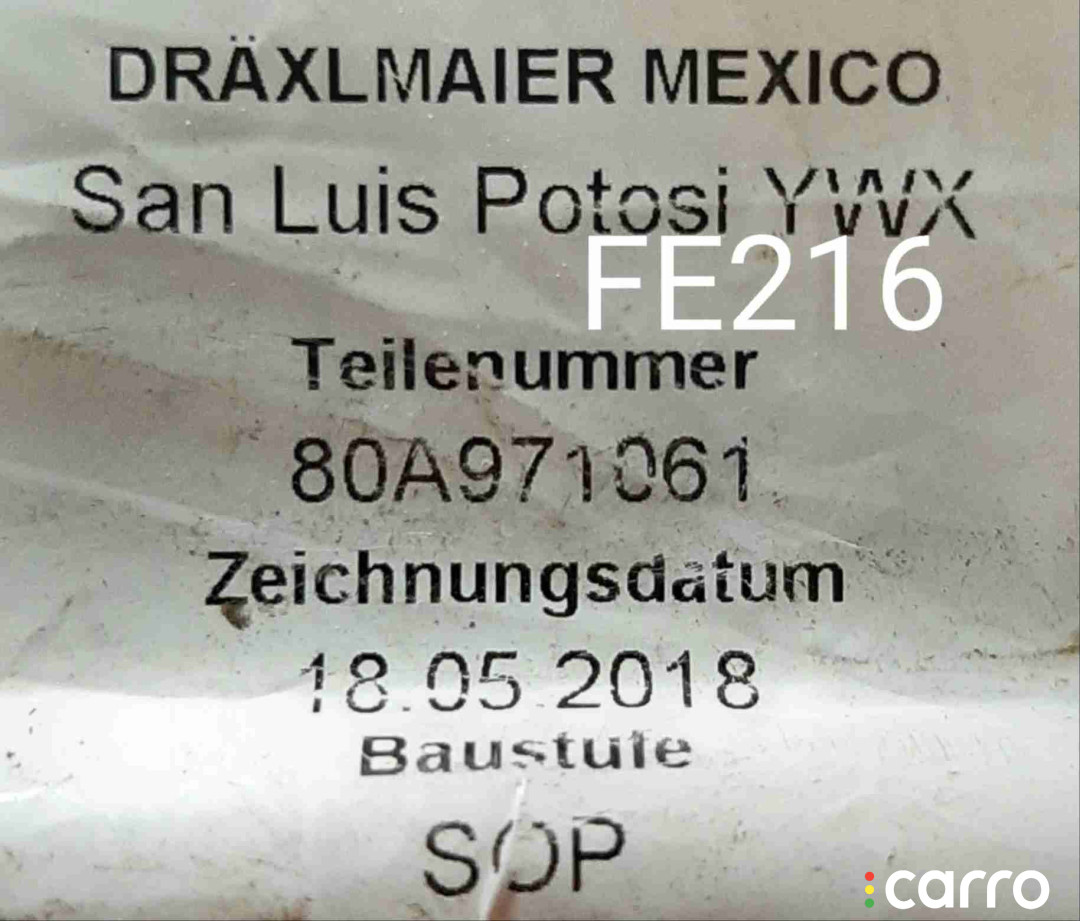 DRÄXLMAIER MEXICO
San Luis Potosi YWX
FE216
Teilenummer
80A971061
Zeichnungsdatum
18.05.2018
Baustufe
SOP
carro